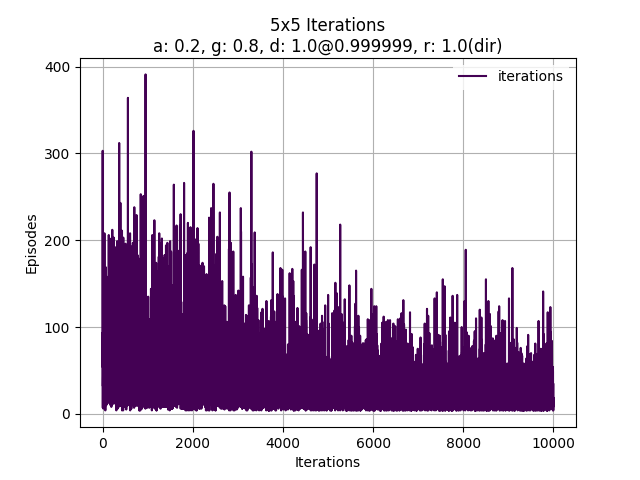 5x5 Iterations
a: 0.2, g: 0.8, d: 1.0@0.999999, r: 1.0(dir)
iterations
Episodes
400
300
200
100
0
0 2000 4000 6000 8000 10000
Iterations